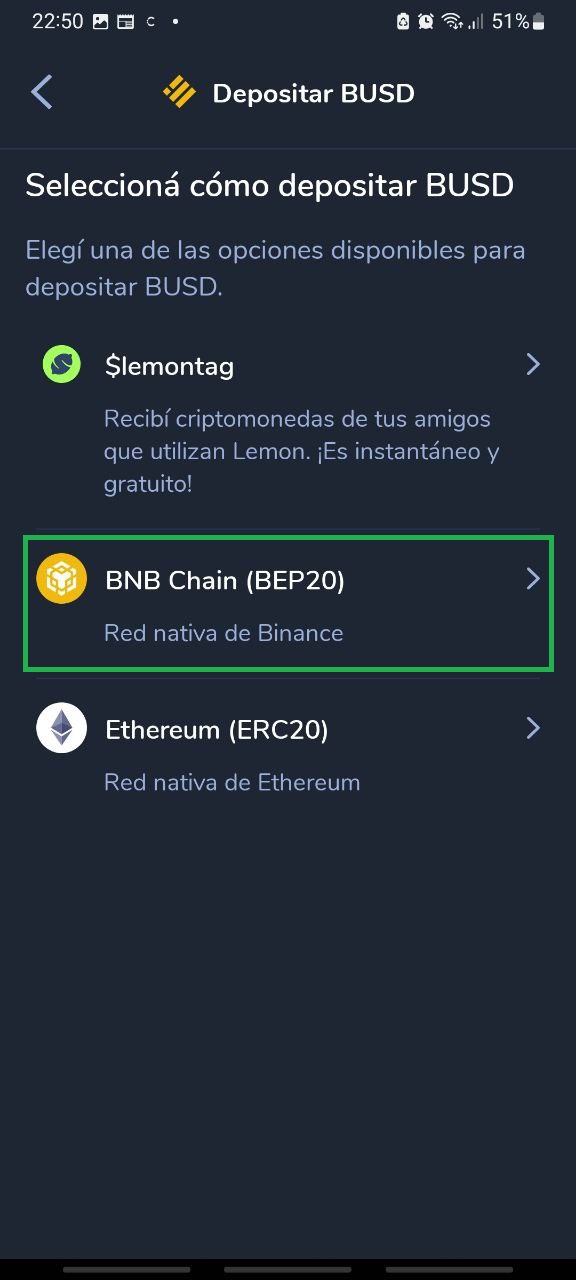 22:50 C 51%
Depositar BUSD
Seleccioná cómo depositar BUSD
Elegí una de las opciones disponibles para
depositar BUSD.
$lemontag
Recibí criptomonedas de tus amigos
que utilizan Lemon. ¡Es instantáneo y
gratuito!
BNB Chain (BEP20)
Red nativa de Binance
Ethereum (ERC20)
Red nativa de Ethereum